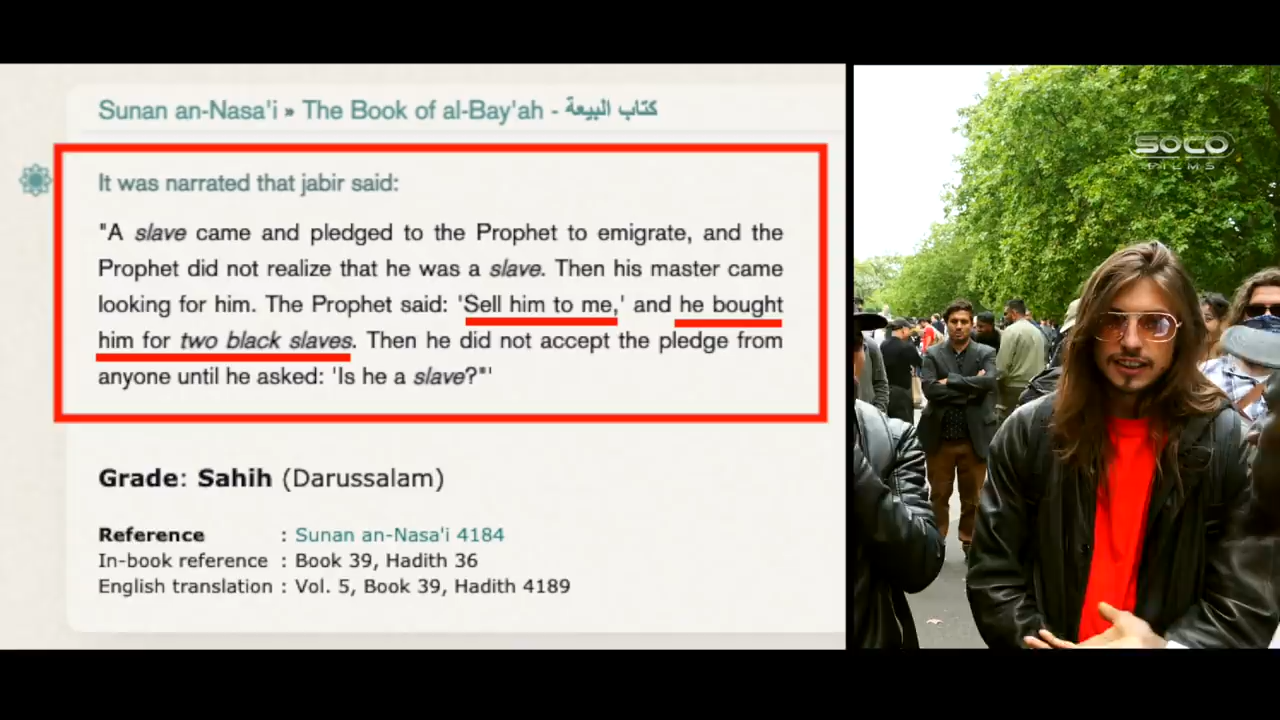 Sunan an-Nasa'i » The Book of al-Bay'ah - كتاب البيعة
It was narrated that jabir said:
"A slave came and pledged to the Prophet to emigrate, and the
Prophet did not realize that he was a slave. Then his master came
looking for him. The Prophet said: 'Sell him to me,' and he bought
him for two black slaves. Then he did not accept the pledge from
anyone until he asked: 'Is he a slave?"'
Grade: Sahih (Darussalam)
Reference : Sunan an-Nasa'i 4184
In-book reference : Book 39, Hadith 36
English translation : Vol. 5, Book 39, Hadith 4189
SOCO
FILMS